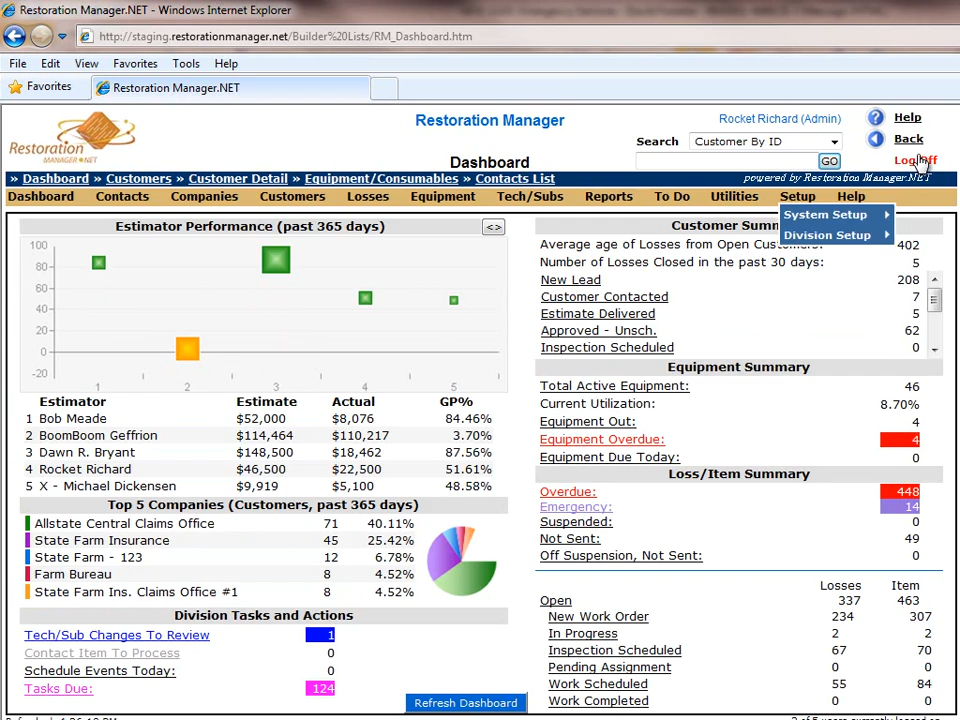 Restoration Manager.NET - Windows Internet Explorer
http://staging.restorationmanager.net/Builder%20Lists/RM_Dashboard.htm
File Edit View Favorites Tools Help
Favorites Restoration Manager.NET
Restoration
MANAGER NET
Restoration Manager
Dashboard
Rocket Richard (Admin)
Help
Search Customer By ID
Back
GO
Log Off
» Dashboard » Customers » Customer Detail » Equipment/Consumables » Contacts List
powered by Restoration Manager.NET
Dashboard Contacts Companies Customers Losses Equipment Tech/Subs Reports To Do Utilities Setup Help
System Setup
Division Setup
Estimator Performance (past 365 days) <>
100
80
60
40
20
0
-20
1 2 3 4 5
Estimator Estimate Actual GP%
1 Bob Meade $52,000 $8,076 84.46%
2 BoomBoom Geffrion $114,464 $110,217 3.70%
3 Dawn R. Bryant $148,500 $18,462 87.56%
4 Rocket Richard $46,500 $22,500 51.61%
5 X - Michael Dickensen $9,919 $5,100 48.58%
Top 5 Companies (Customers, past 365 days)
Allstate Central Claims Office 71 40.11%
State Farm Insurance 45 25.42%
State Farm - 123 12 6.78%
Farm Bureau 8 4.52%
State Farm Ins. Claims Office #1 8 4.52%
Division Tasks and Actions
Tech/Sub Changes To Review 1
Contact Item To Process 0
Schedule Events Today: 0
Tasks Due: 124
Refresh Dashboard
Customer Summ
Average age of Losses from Open Customers: 402
Number of Losses Closed in the past 30 days: 5
New Lead 208
Customer Contacted 7
Estimate Delivered 5
Approved - Unsch. 62
Inspection Scheduled 0
Equipment Summary
Total Active Equipment: 46
Current Utilization: 8.70%
Equipment Out: 4
Equipment Overdue: 4
Equipment Due Today: 0
Loss/Item Summary
Overdue: 448
Emergency: 14
Suspended: 0
Not Sent: 49
Off Suspension, Not Sent: 0
Losses Item
Open 337 463
New Work Order 234 307
In Progress 2 2
Inspection Scheduled 67 70
Pending Assignment 0 0
Work Scheduled 55 84
Work Completed 0 0